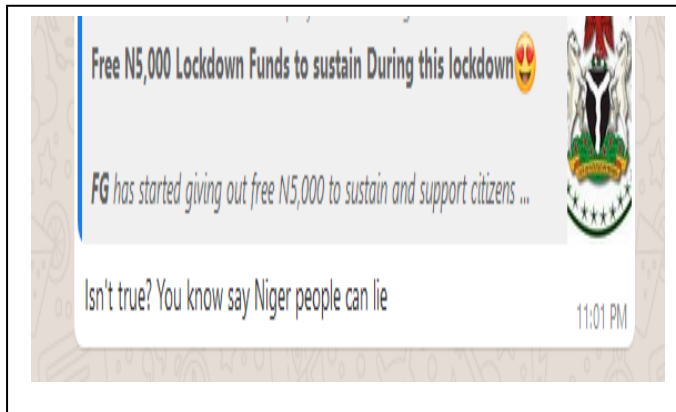 Free N5,000 Lockdown Funds to sustain During this lockdown😍
FG has started giving out free N5,000 to sustain and support citizens ...
Isn't true? You know say Niger people can lie
11:01 PM